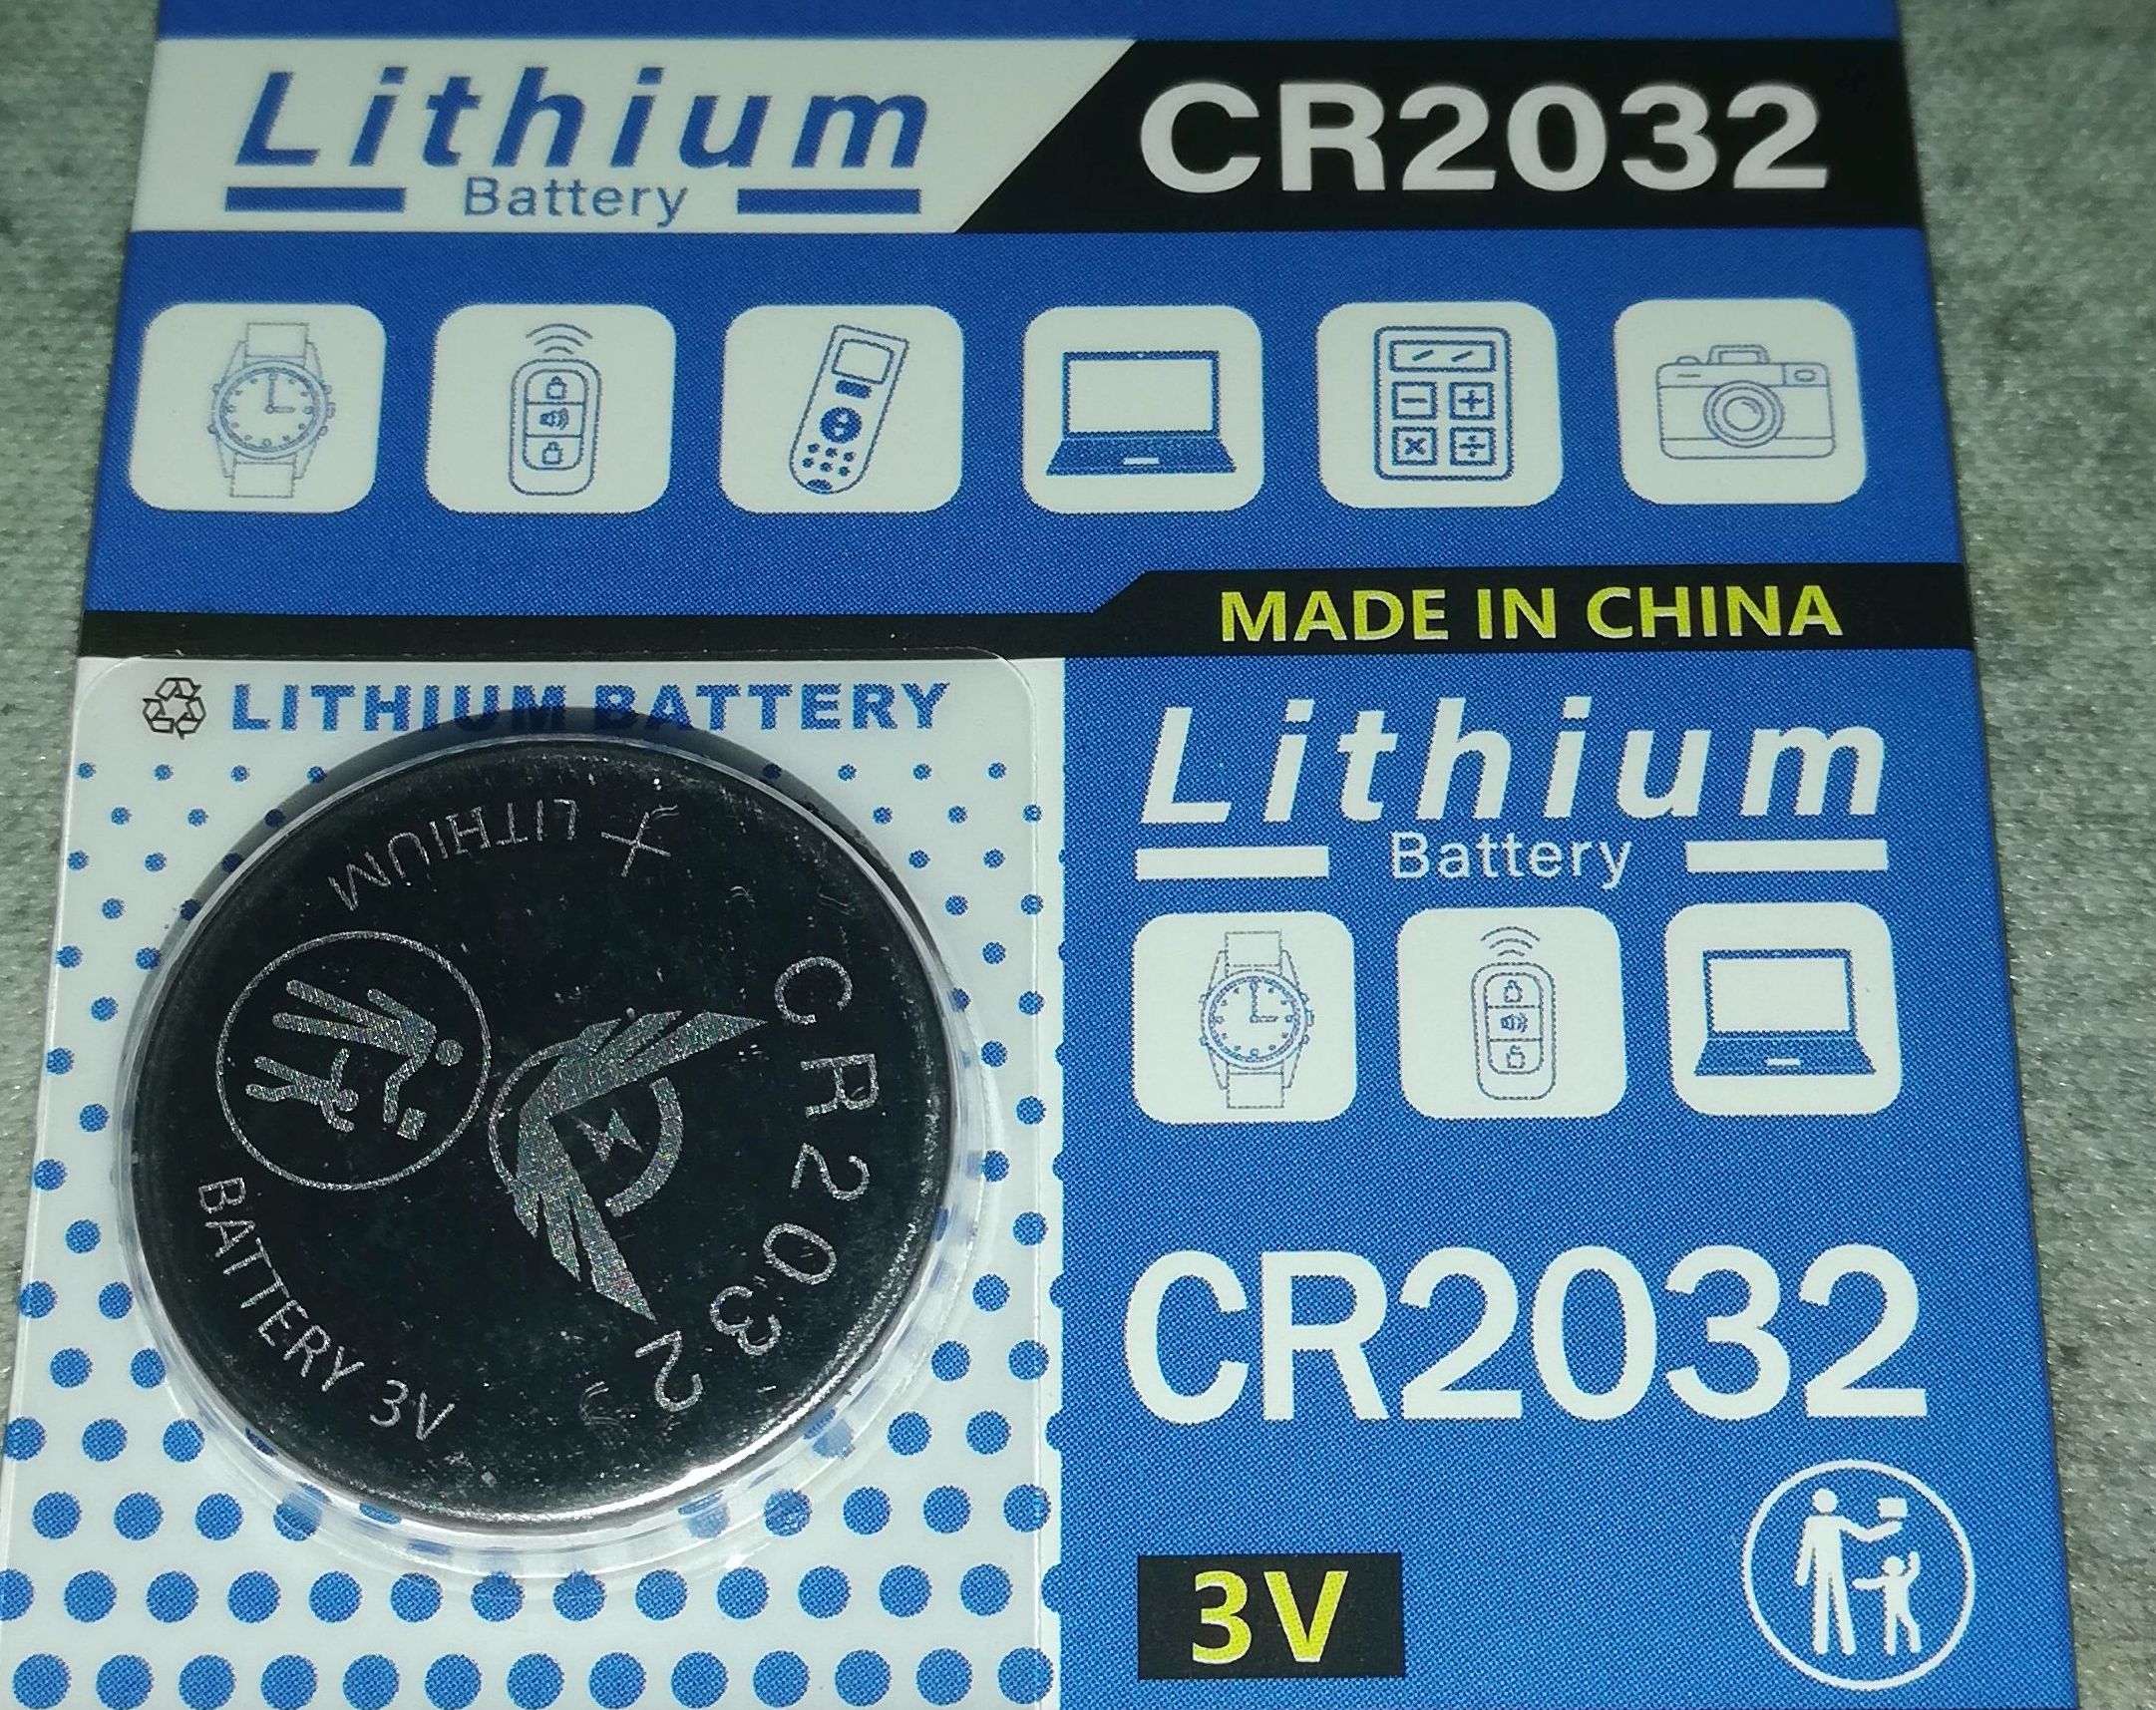 Lithium
Battery
CR2032
MADE IN CHINA
LITHIUM BATTERY
+ LITHIUM
BATTERY 3V
CR2032
Lithium
Battery
CR2032
3V